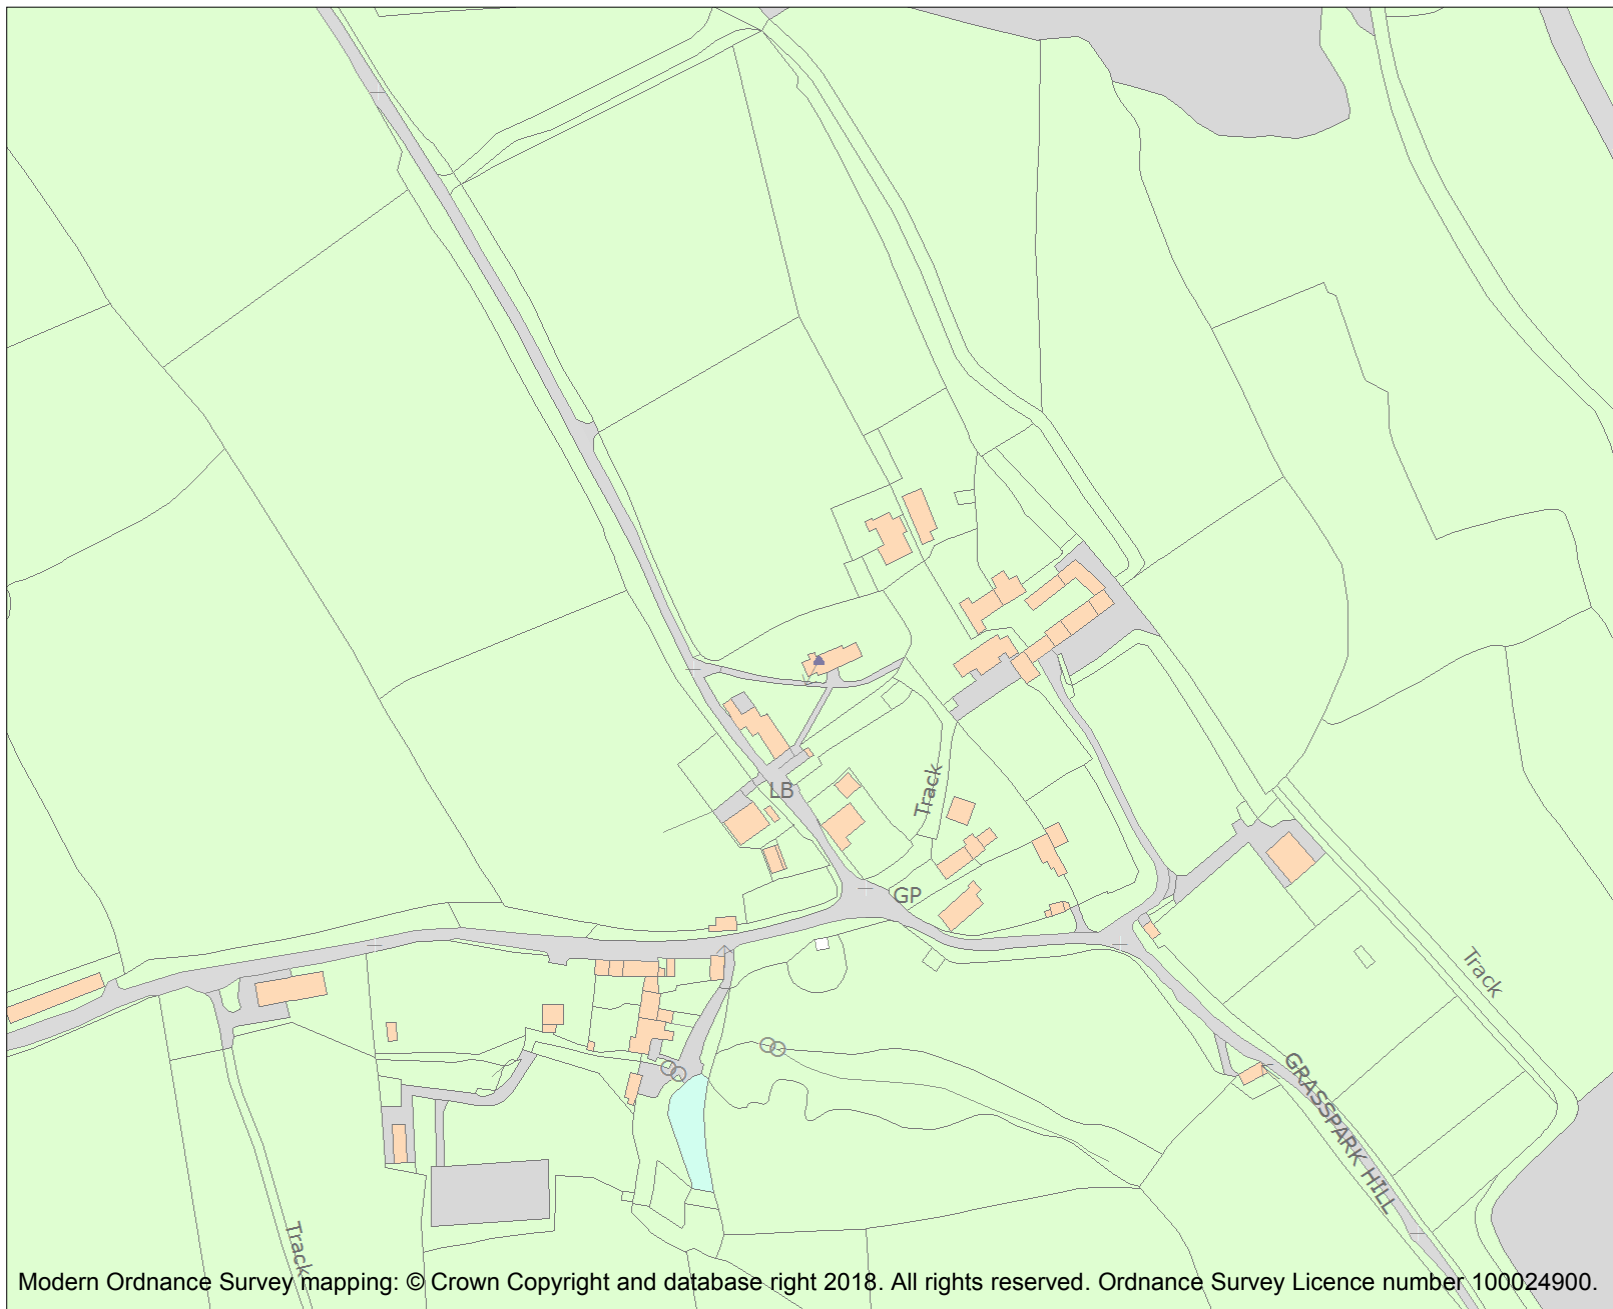 LB
Track
GP
Track
GRASSPARK HILL
Track
Modern Ordnance Survey mapping: © Crown Copyright and database right 2018. All rights reserved. Ordnance Survey Licence number 100024900.